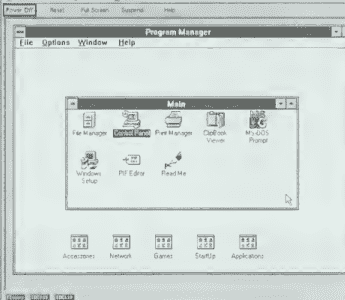 Power Off Reset Full Screen Suspend Help
Program Manager
File Options Window Help
Main
File Manager Control Panel Print Manager ClipBook Viewer MS-DOS Prompt
Windows Setup PIF Editor Read Me
Accessories Network Games StartUp Applications